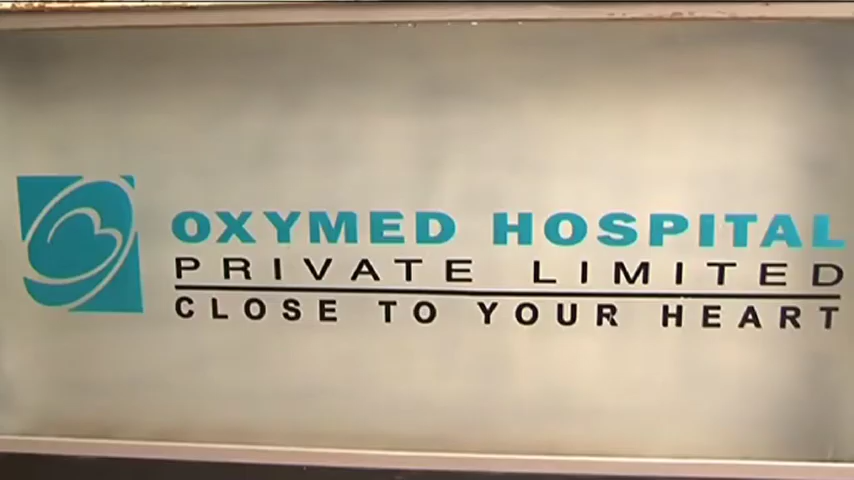 OXYMED HOSPITAL
PRIVATE LIMITED
CLOSE TO YOUR HEART